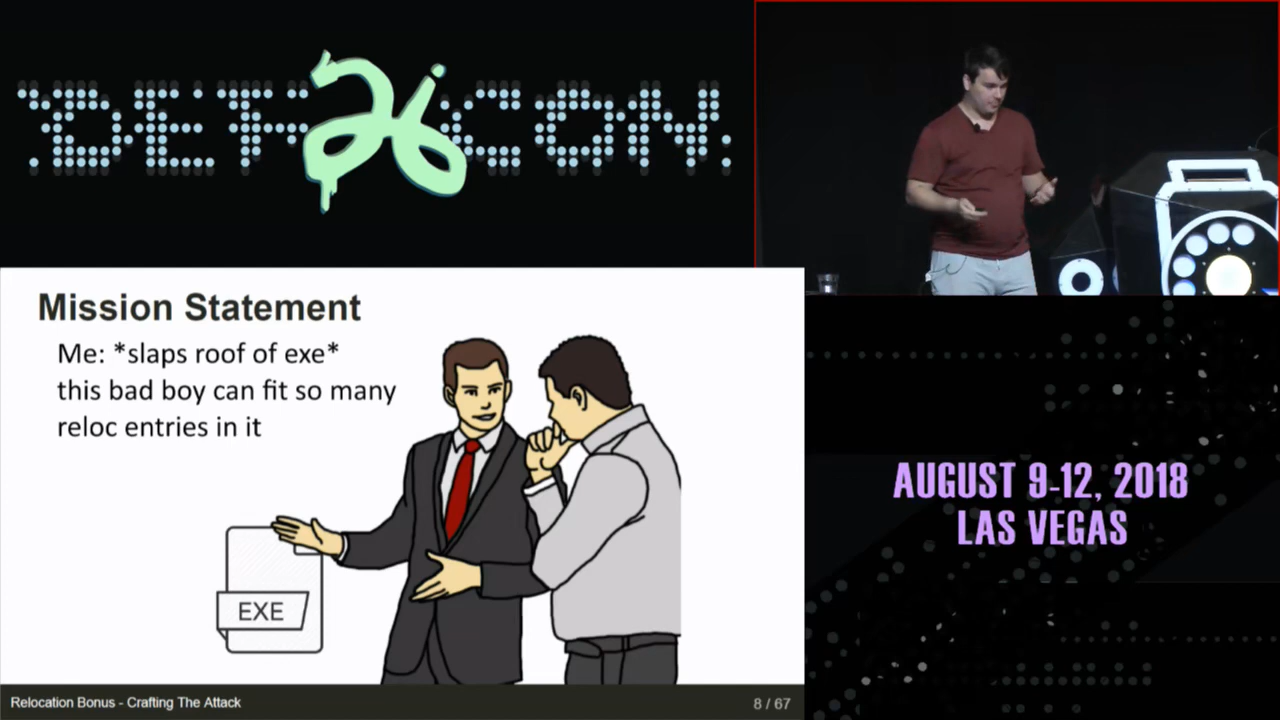 DEF 26 CON
Mission Statement
Me: *slaps roof of exe*
this bad boy can fit so many
reloc entries in it
EXE
AUGUST 9-12, 2018
LAS VEGAS
Relocation Bonus - Crafting The Attack
8 / 67